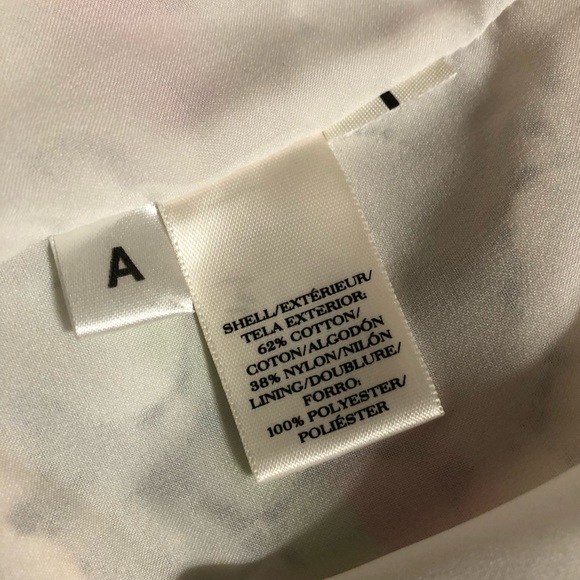 A
SHELL/EXTÉRIEUR/
TELA EXTERIOR:
62% COTTON/
COTON/ALGODÓN
38% NYLON/NILÓN
LINING/DOUBLURE/
FORRO:
100% POLYESTER/
POLIÉSTER